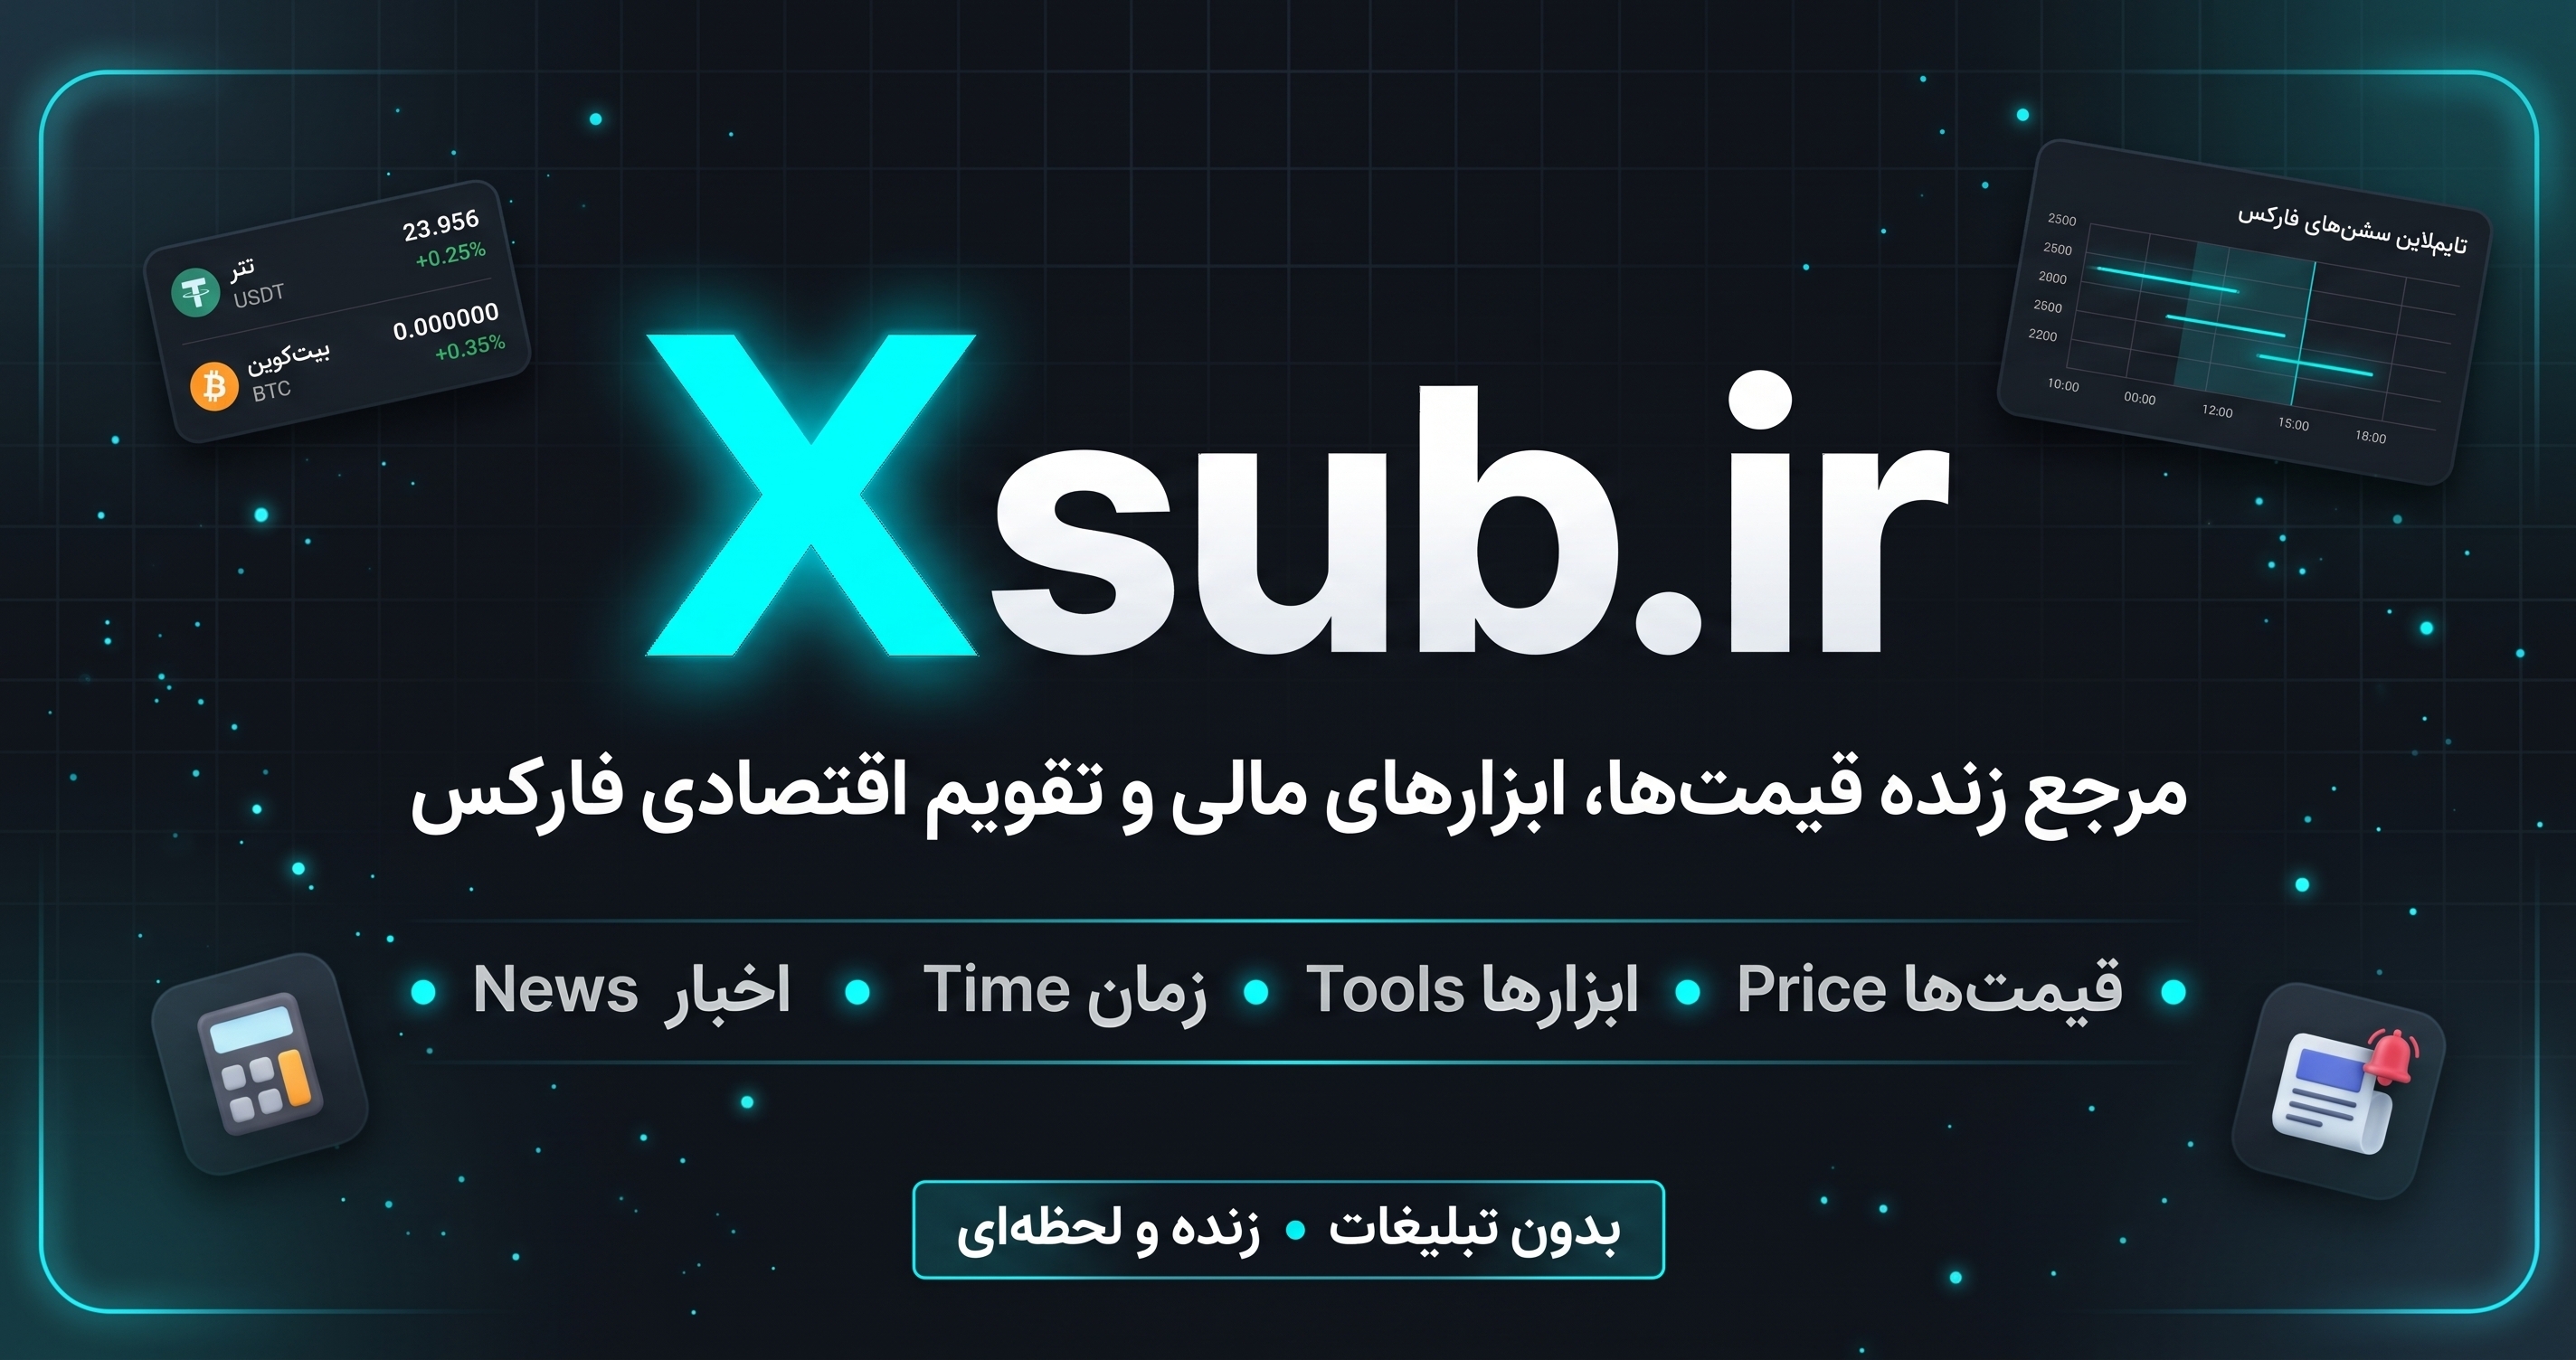 23.956
تتر
+0.25%
USDT
0.000000
بیت‌کوین
+0.35%
BTC
تایم‌لاین سشن‌های فارکس
2500
2500
2000
2500
2200
10:00 00:00 12:00 15:00 18:00
Xsub.ir
مرجع زنده قیمت‌ها، ابزارهای مالی و تقویم اقتصادی فارکس
• قیمت‌ها Price • ابزارها Tools • زمان Time • اخبار News •
بدون تبلیغات • زنده و لحظه‌ای